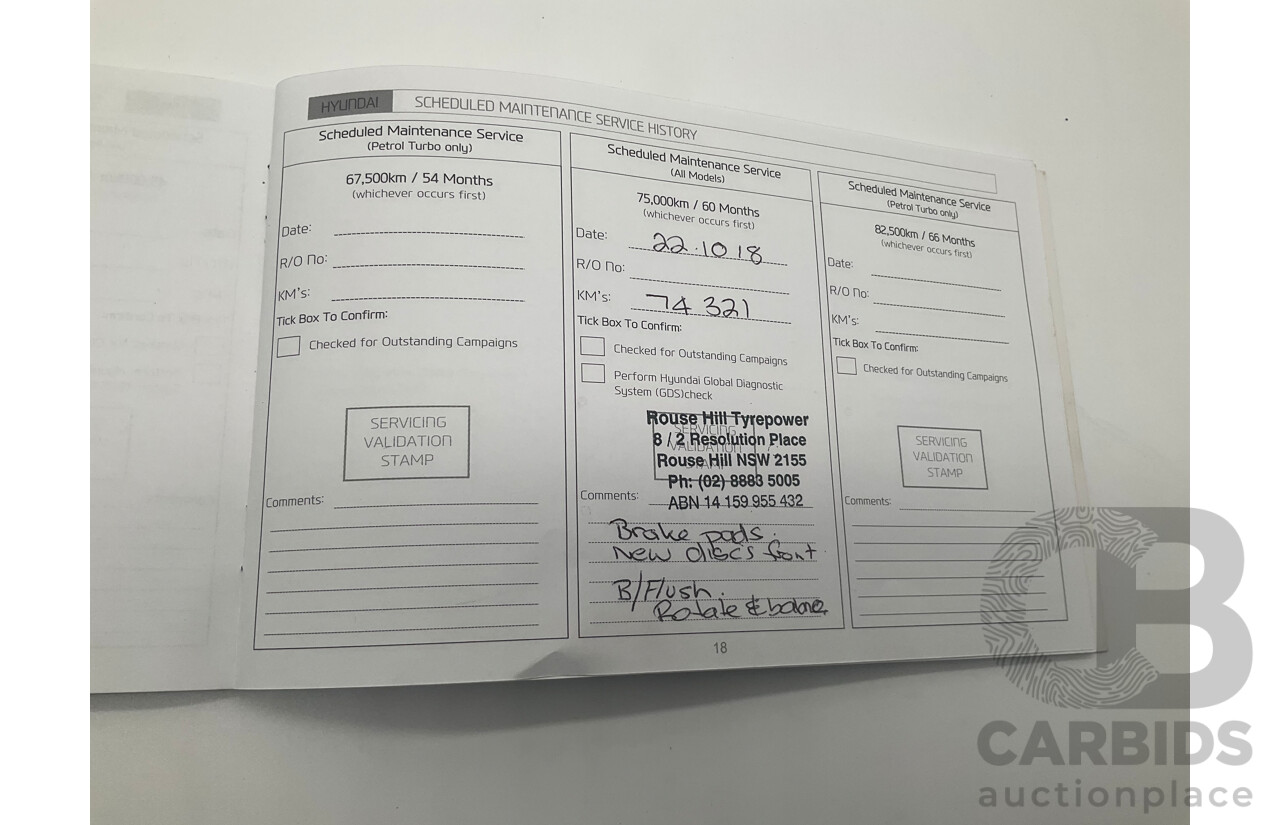 HYUNDAI SCHEDULED MAINTENANCE SERVICE HISTORY
Scheduled Maintenance Service
(Petrol Turbo only)
67,500km / 54 Months
(whichever occurs first)
Date:
R/O No:
KM's:
Tick Box To Confirm:
Checked for Outstanding Campaigns
SERVICING
VALIDATION
STAMP
Comments:
Scheduled Maintenance Service
(All Models)
75,000km / 60 Months
(whichever occurs first)
Date: 22.10 18
R/O No:
KM's: 74 321
Tick Box To Confirm:
Checked for Outstanding Campaigns
Perform Hyundai Global Diagnostic
System (GDS)check
Rouse Hill Tyrepower
8 / 2 Resolution Place
Rouse Hill NSW 2155
Ph: (02) 8883 5005
ABN 14 159 955 432
SERVICING
VALIDATION
Comments:
Brake pads.
New discs front
B/Flush.
Rotate & balance
Scheduled Maintenance Service
(Petrol Turbo only)
82,500km / 66 Months
(whichever occurs first)
Date:
R/O No:
KM's:
Tick Box To Confirm:
Checked for Outstanding Campaigns
SERVICING
VALIDATION
STAMP
Comments:
18
CB
CARBIDS
auctionplace